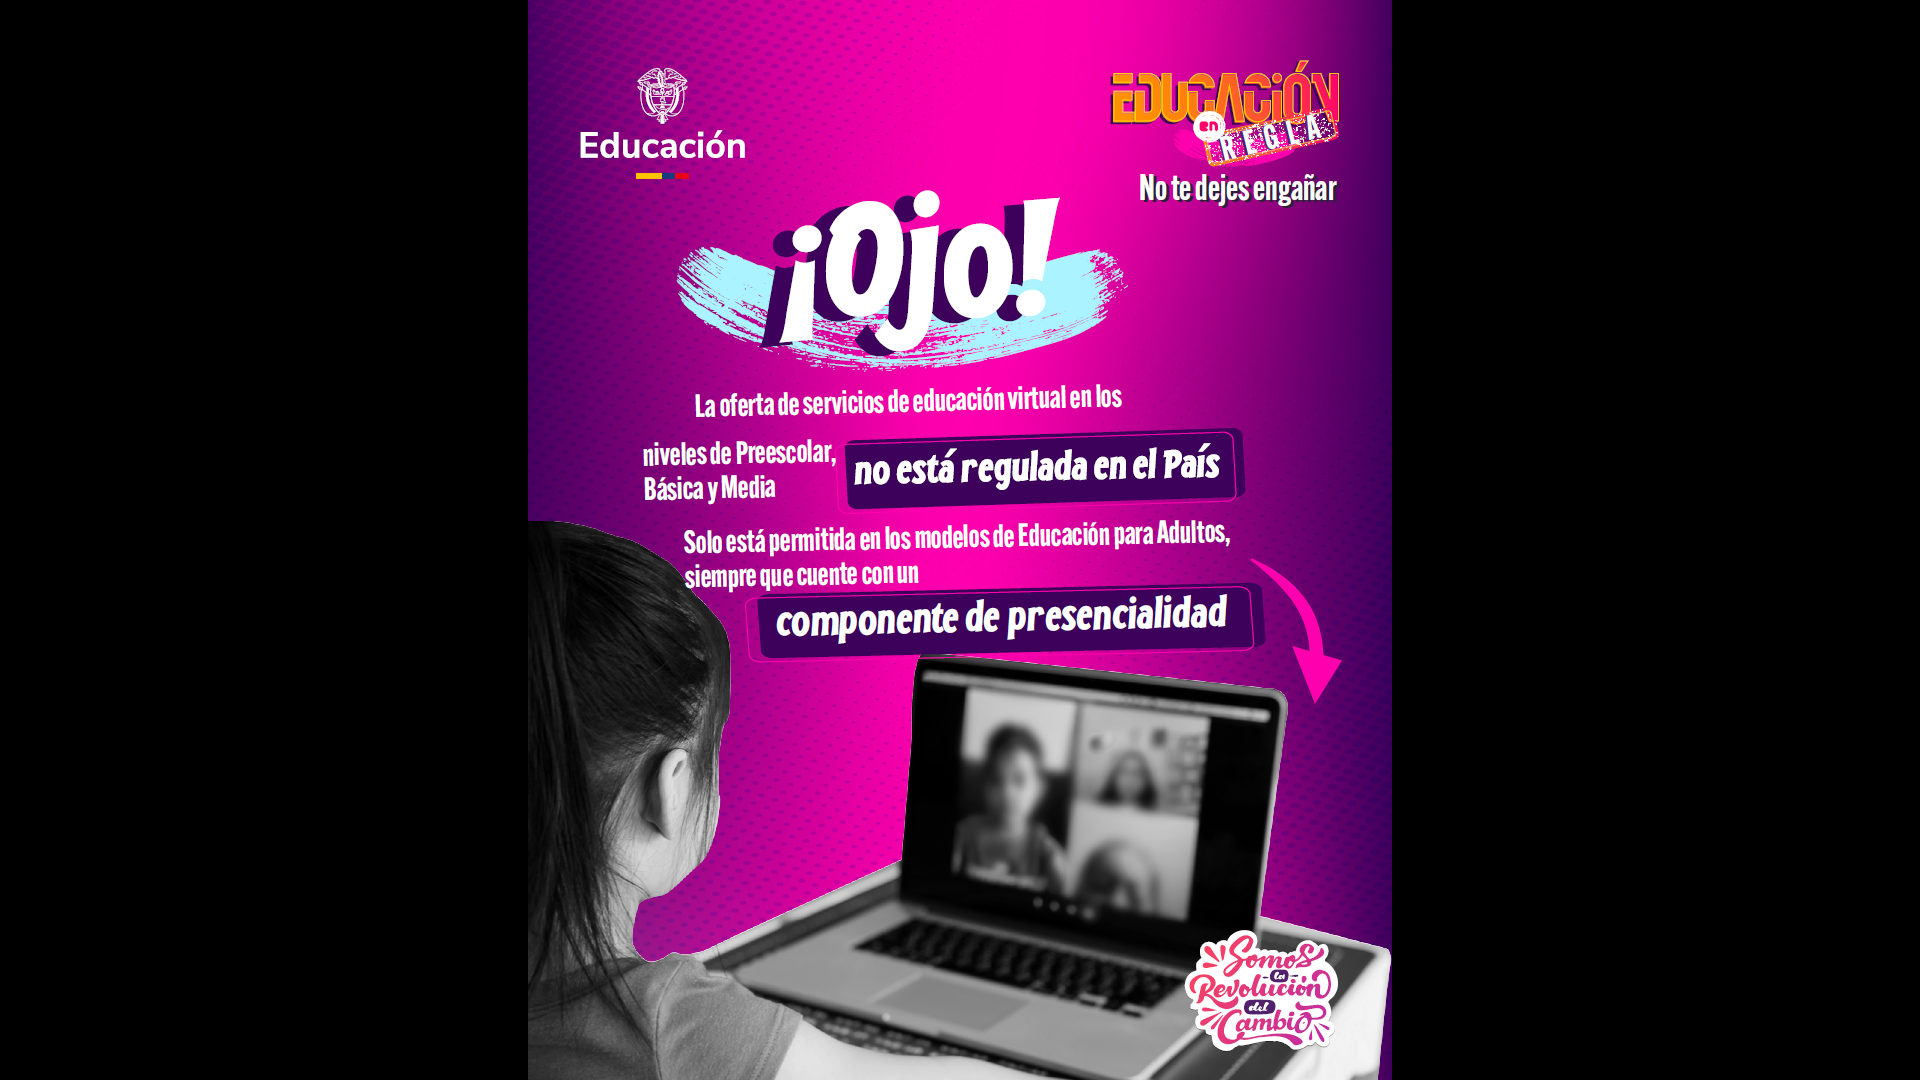 Educación
EDUCACIÓN
en
REGLA
No te dejes engañar
¡Ojo!
La oferta de servicios de educación virtual en los
niveles de Preescolar,
Básica y Media
no está regulada en el País
Solo está permitida en los modelos de Educación para Adultos,
siempre que cuente con un
componente de presencialidad
Somos
la
Revolución
del
Cambio